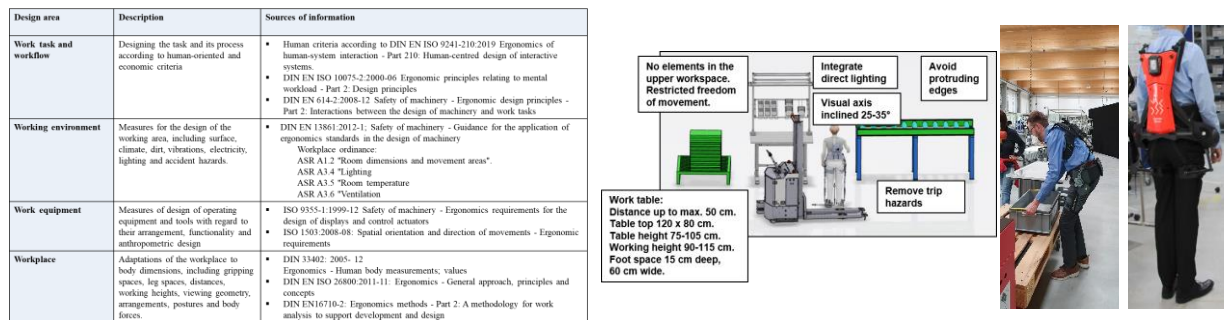 Design area
Description
Sources of information
Work task and
workflow
Designing the task and its process
according to human-oriented and
economic criteria
▪ Human criteria according to DIN EN ISO 9241-210:2019 Ergonomics of
human-system interaction - Part 210: Human-centred design of interactive
systems.
▪ DIN EN ISO 10075-2:2000-06 Ergonomic principles relating to mental
workload - Part 2: Design principles
▪ DIN EN 614-2:2008-12 Safety of machinery - Ergonomic design principles -
Part 2: Interactions between the design of machinery and work tasks
Working environment
Measures for the design of the
working area, including surface,
climate, dirt, vibrations, electricity,
lighting and accident hazards.
▪ DIN EN 13861:2012-1; Safety of machinery - Guidance for the application of
ergonomics standards in the design of machinery
Workplace ordinance:
ASR A1.2 "Room dimensions and movement areas".
ASR A3.4 "Lighting
ASR A3.5 "Room temperature
ASR A3.6 "Ventilation
Work equipment
Measures of design of operating
equipment and tools with regard to
their arrangement, functionality and
anthropometric design
▪ ISO 9355-1:1999-12 Safety of machinery - Ergonomics requirements for the
design of displays and control actuators
▪ ISO 1503:2008-08: Spatial orientation and direction of movements - Ergonomic
requirements
Workplace
Adaptations of the workplace to
body dimensions, including gripping
spaces, leg spaces, distances,
working heights, viewing geometry,
arrangements, postures and body
forces.
▪ DIN 33402: 2005- 12
Ergonomics - Human body measurements; values
▪ DIN EN ISO 26800:2011-11: Ergonomics - General approach, principles and
concepts
▪ DIN EN16710-2: Ergonomics methods - Part 2: A methodology for work
analysis to support development and design
No elements in the
upper workspace.
Restricted freedom
of movement.
Integrate
direct lighting
Avoid
protruding
edges
Visual axis
inclined 25-35°
Remove trip
hazards
Work table:
Distance up to max. 50 cm.
Table top 120 x 80 cm.
Table height 75-105 cm.
Working height 90-115 cm.
Foot space 15 cm deep,
60 cm wide.